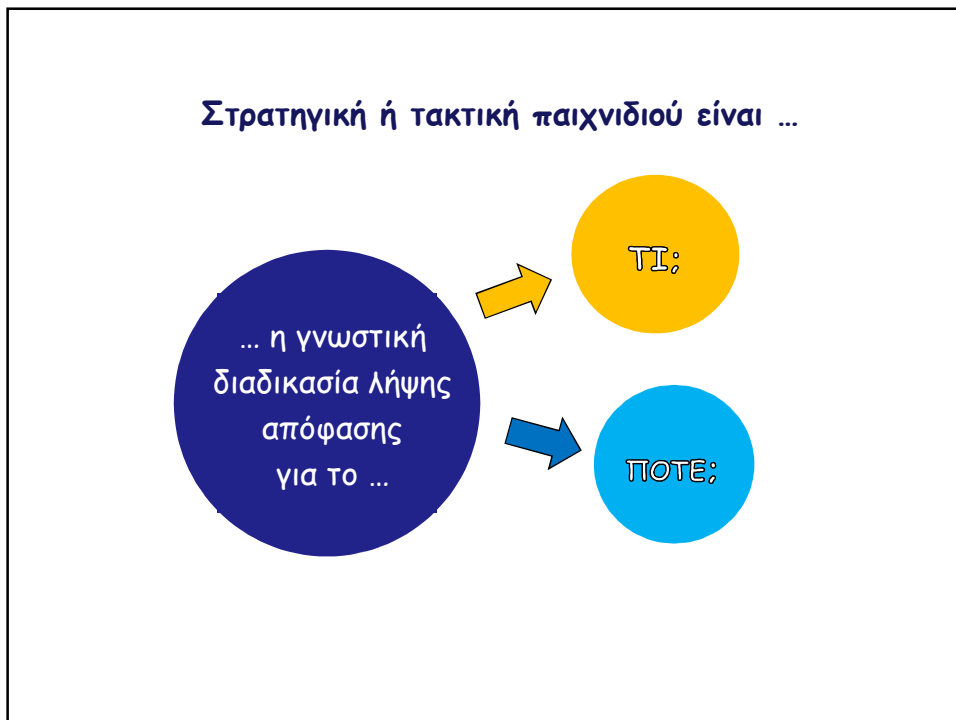 Στρατηγική ή τακτική παιχνιδιού είναι …
… η γνωστική
διαδικασία λήψης
απόφασης
για το …
ΤΙ;
ΠΟΤΕ;